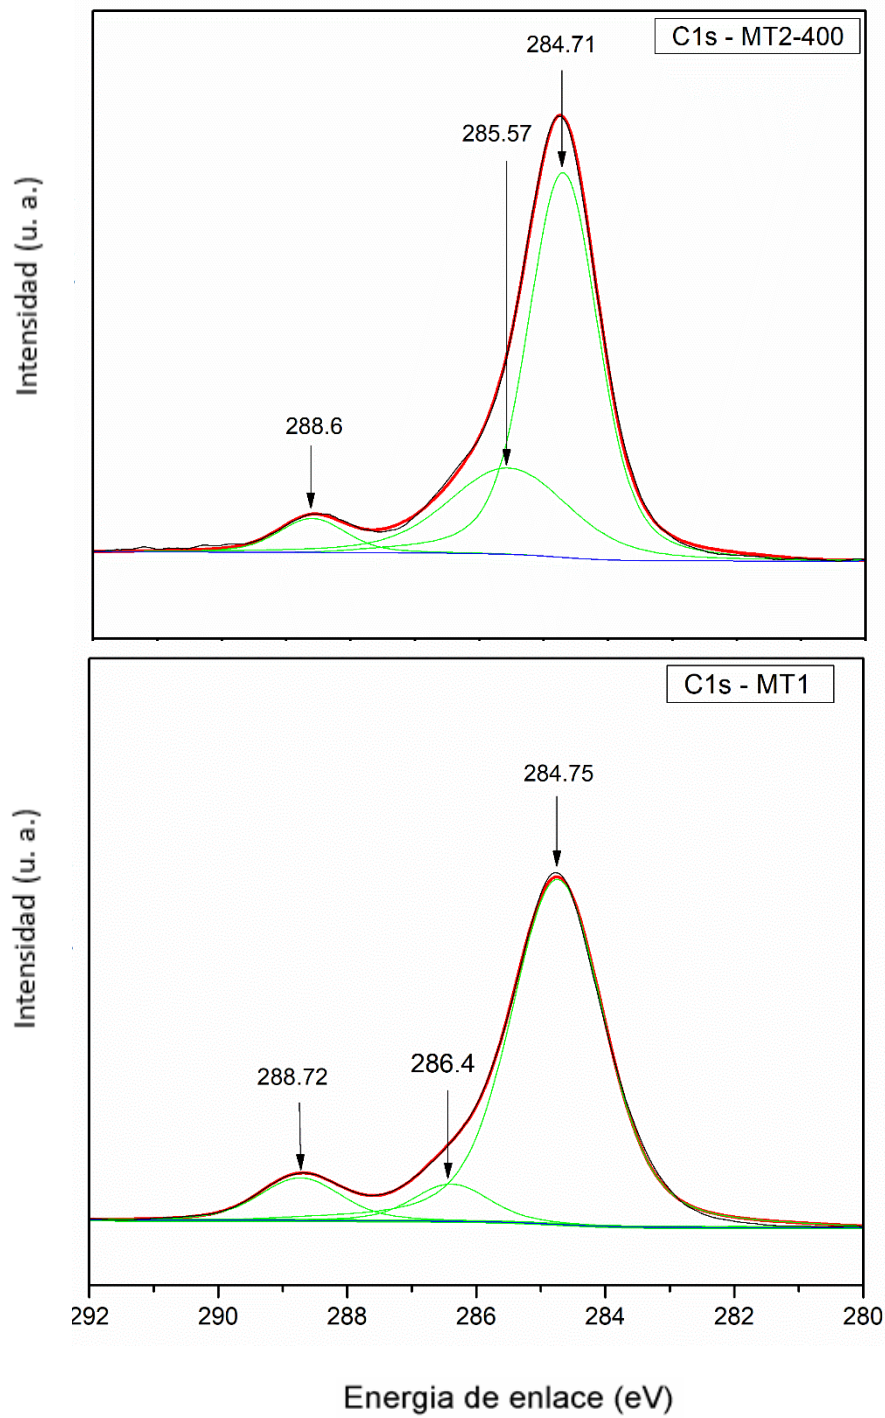 C1s - MT2-400
284.71
285.57
288.6
Intensidad (u. a.)
C1s - MT1
284.75
286.4
288.72
Intensidad (u. a.)
292 290 288 286 284 282 280
Energia de enlace (eV)